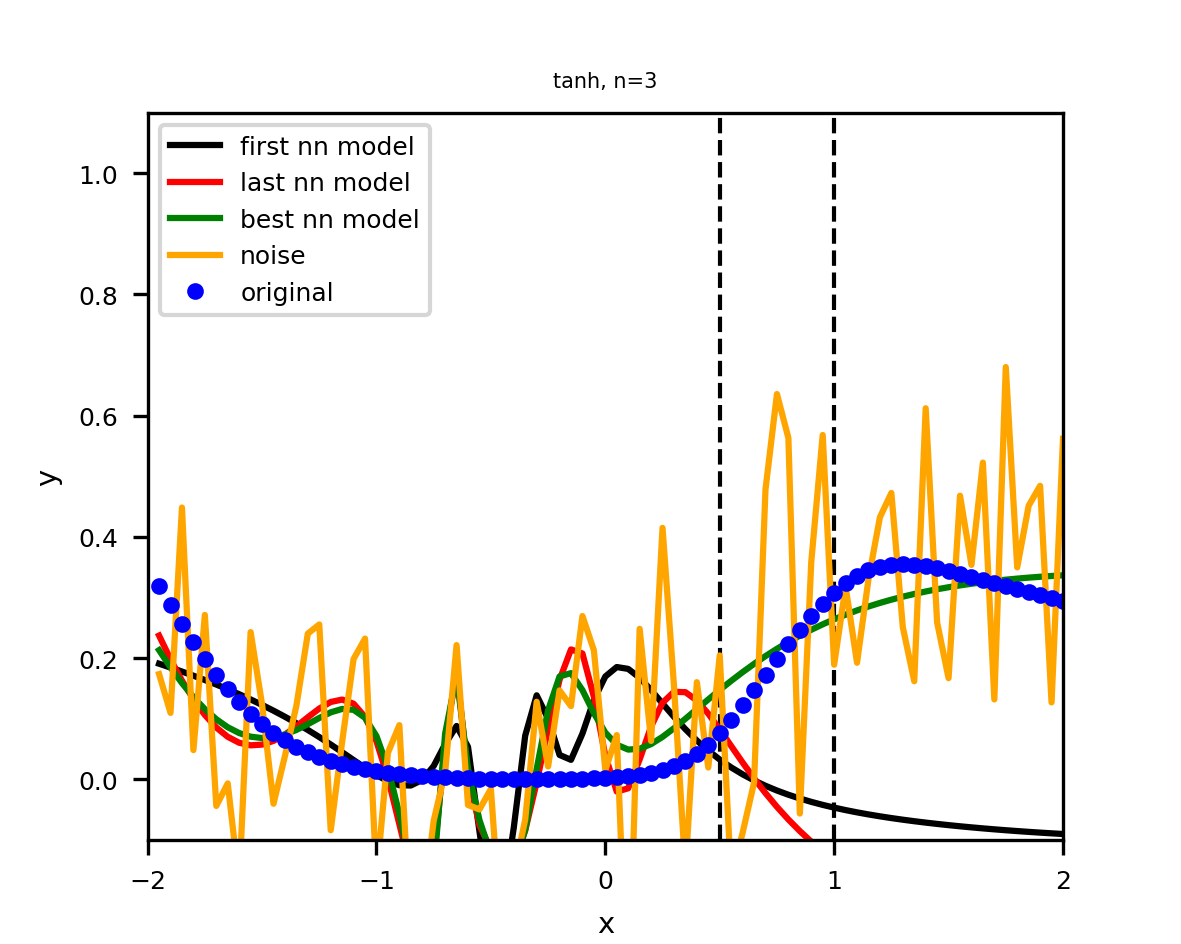 tanh, n=3
first nn model
last nn model
best nn model
noise
original
1.0
0.8
0.6
0.4
0.2
0.0
y
−2
−1
0
1
2
x